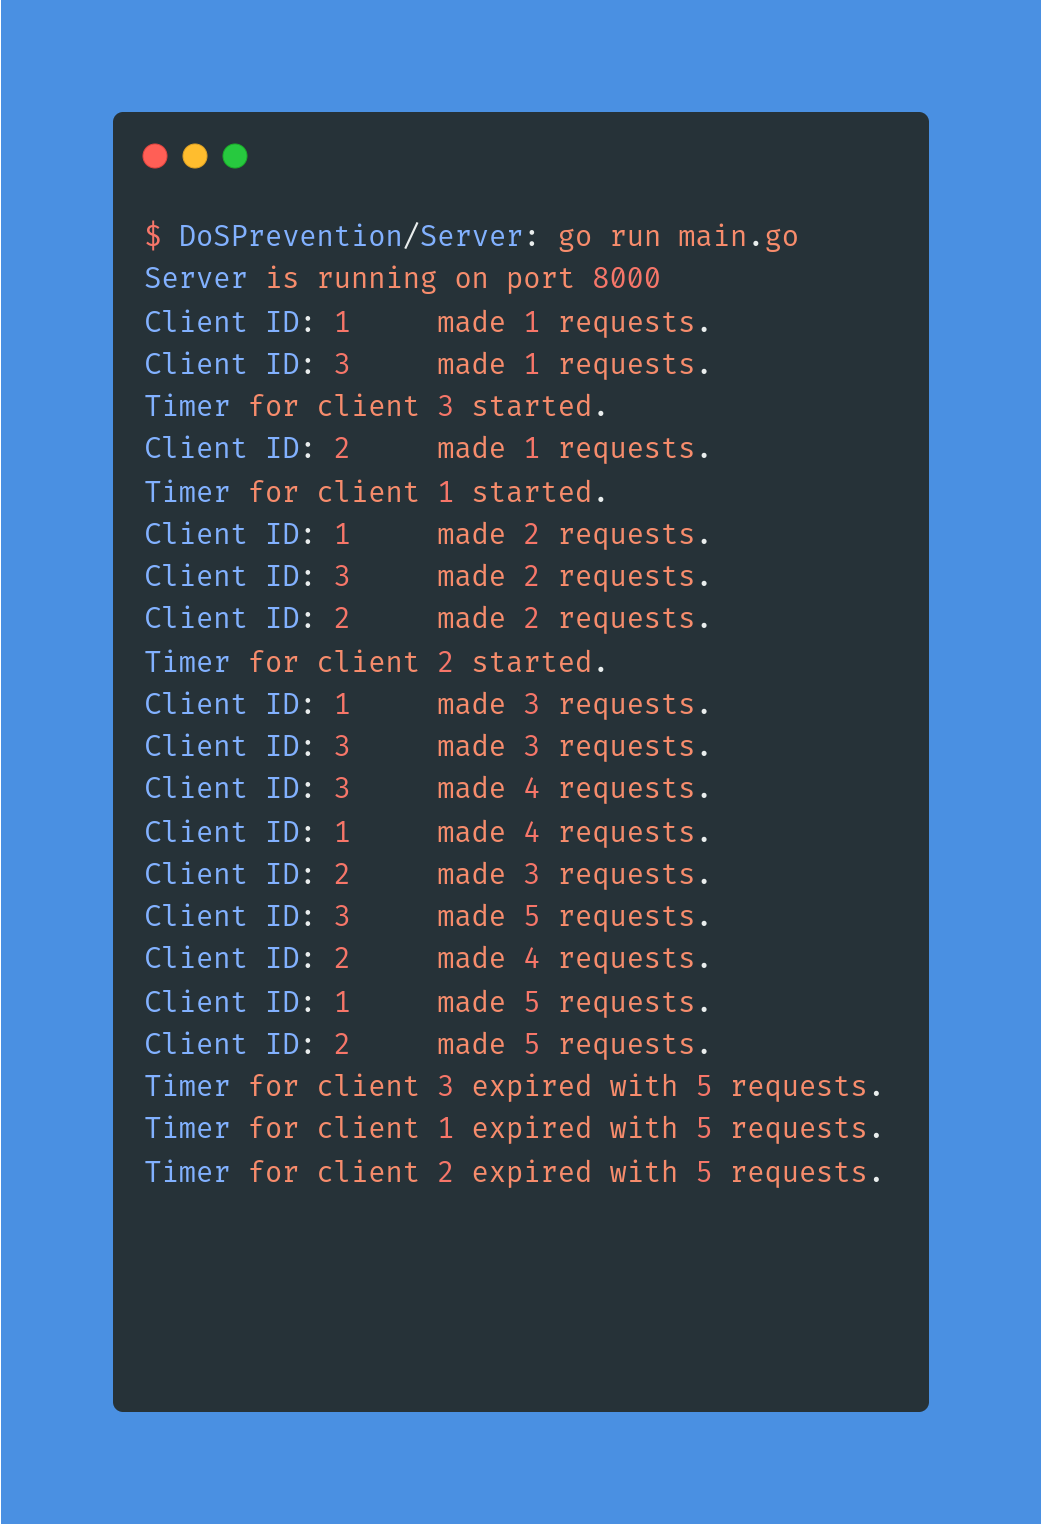 $ DoSPrevention/Server: go run main.go
Server is running on port 8000
Client ID: 1     made 1 requests.
Client ID: 3     made 1 requests.
Timer for client 3 started.
Client ID: 2     made 1 requests.
Timer for client 1 started.
Client ID: 1     made 2 requests.
Client ID: 3     made 2 requests.
Client ID: 2     made 2 requests.
Timer for client 2 started.
Client ID: 1     made 3 requests.
Client ID: 3     made 3 requests.
Client ID: 3     made 4 requests.
Client ID: 1     made 4 requests.
Client ID: 2     made 3 requests.
Client ID: 3     made 5 requests.
Client ID: 2     made 4 requests.
Client ID: 1     made 5 requests.
Client ID: 2     made 5 requests.
Timer for client 3 expired with 5 requests.
Timer for client 1 expired with 5 requests.
Timer for client 2 expired with 5 requests.